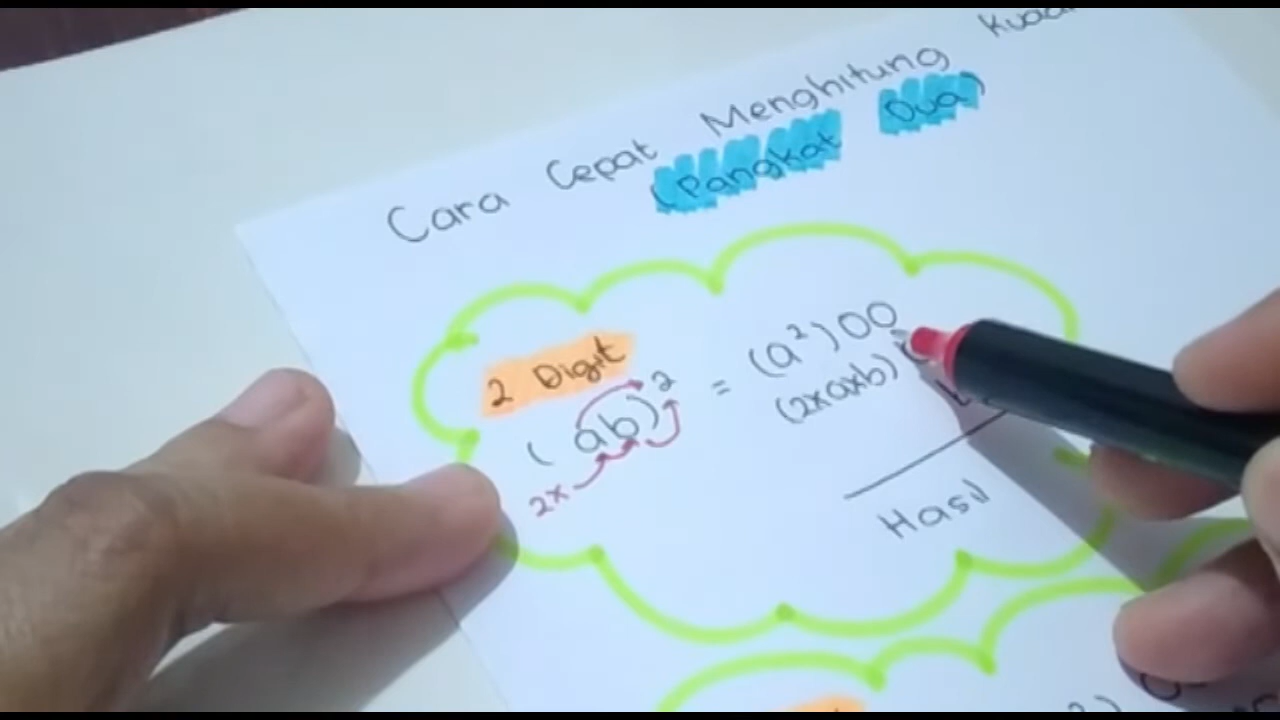 Cara Cepat Menghitung
(Pangkat Dua)
2 Digit
(ab)² = (a²)00
(2xaxb)
2x
Hasil